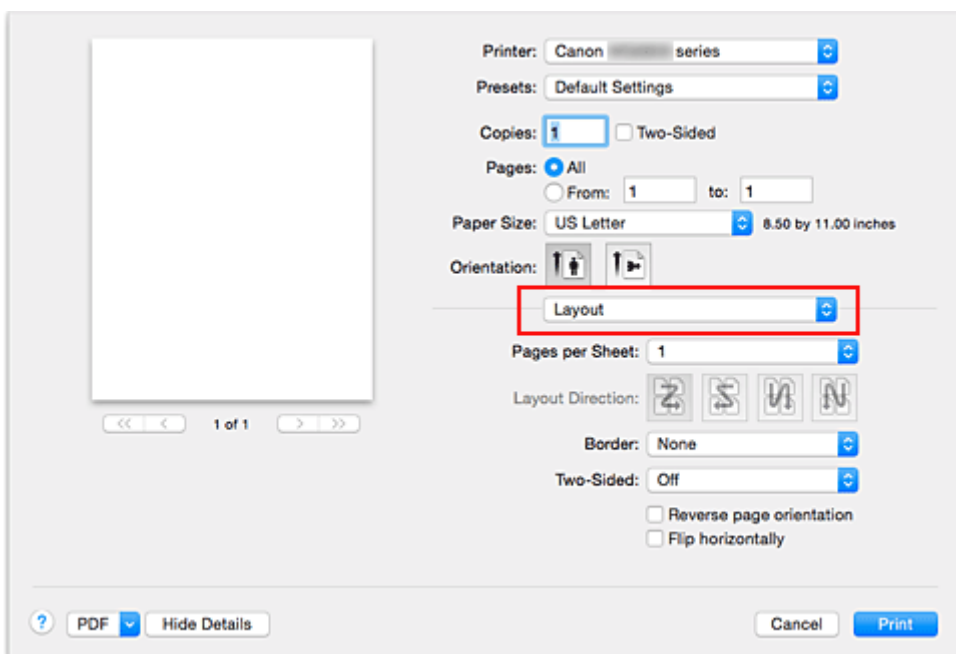 Printer: Canon series
Presets: Default Settings
Copies: 1 Two-Sided
Pages: All
From: 1 to: 1
Paper Size: US Letter 8.50 by 11.00 inches
Orientation:
Layout
Pages per Sheet: 1
Layout Direction:
Border: None
Two-Sided: Off
Reverse page orientation
Flip horizontally
<< < 1 of 1 > >>
? PDF Hide Details Cancel Print